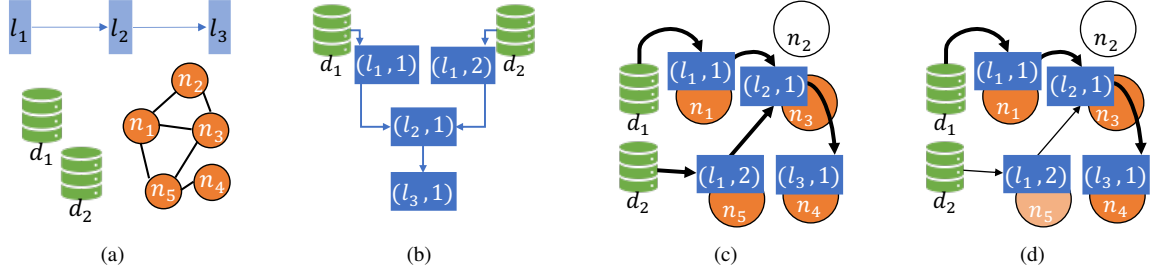 l₁ l₂ l₃
n₂
n₁ n₃
d₁
n₅ n₄
d₂
(a)
d₁ (l₁, 1) (l₁, 2) d₂
(l₂, 1)
(l₃, 1)
(b)
n₂
(l₁, 1)
(l₂, 1)
d₁ n₁ n₃
(l₁, 2) (l₃, 1)
d₂ n₅ n₄
(c)
n₂
(l₁, 1)
(l₂, 1)
d₁ n₁ n₃
(l₁, 2) (l₃, 1)
d₂ n₅ n₄
(d)